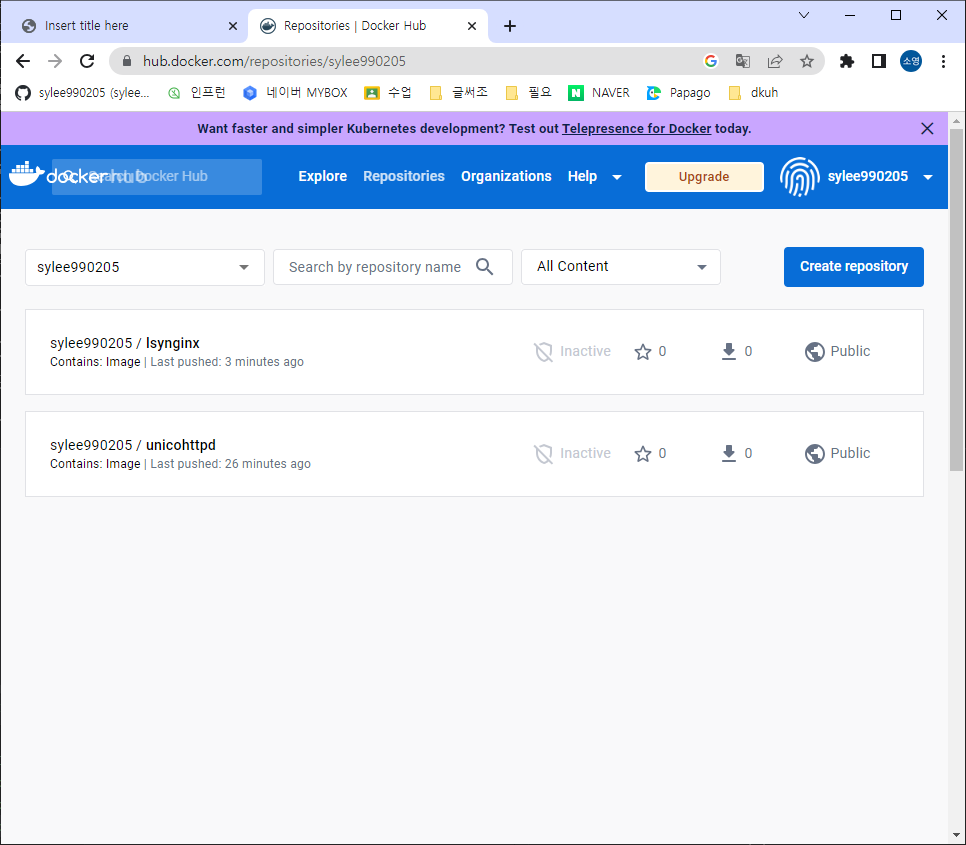 Insert title here
Repositories | Docker Hub
hub.docker.com/repositories/sylee990205
소영
sylee990205 (sylee...
인프런
네이버 MYBOX
수업
글써조
필요
N NAVER
Papago
dkuh
Want faster and simpler Kubernetes development? Test out Telepresence for Docker today.
docker hub
Search Docker Hub
Explore Repositories Organizations Help Upgrade sylee990205
sylee990205 Search by repository name All Content Create repository
sylee990205 / lsynginx
Contains: Image | Last pushed: 3 minutes ago
Inactive 0 0 Public
sylee990205 / unicohttpd
Contains: Image | Last pushed: 26 minutes ago
Inactive 0 0 Public